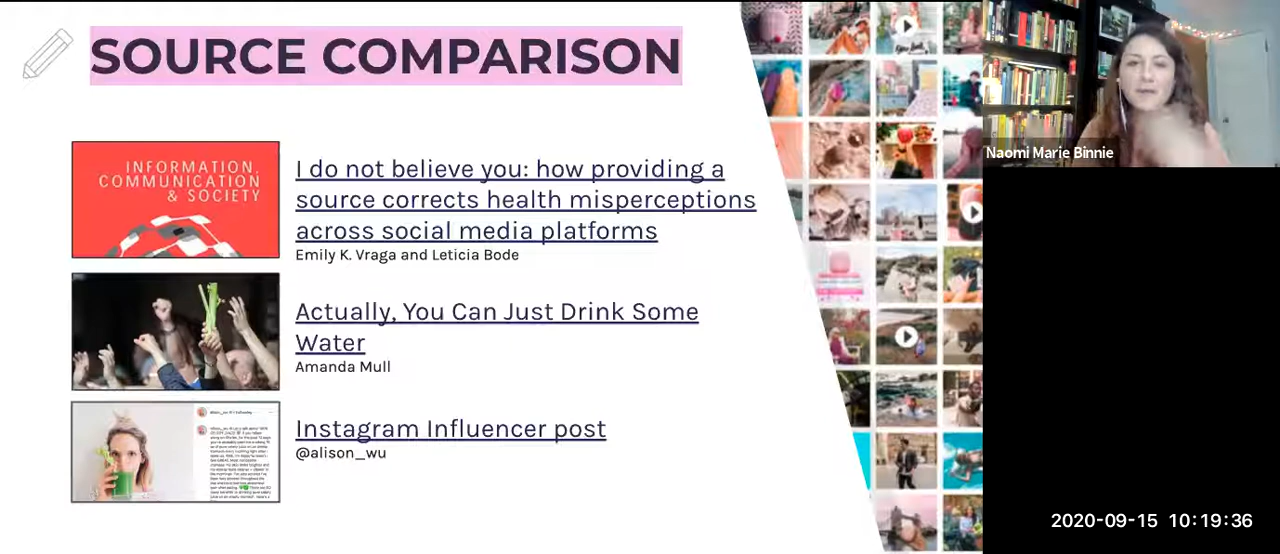 SOURCE COMPARISON
INFORMATION,
COMMUNICATION
& SOCIETY
I do not believe you: how providing a
source corrects health misperceptions
across social media platforms
Emily K. Vraga and Leticia Bode
Actually, You Can Just Drink Some
Water
Amanda Mull
Instagram Influencer post
@alison_wu
Naomi Marie Binnie
2020-09-15 10:19:36